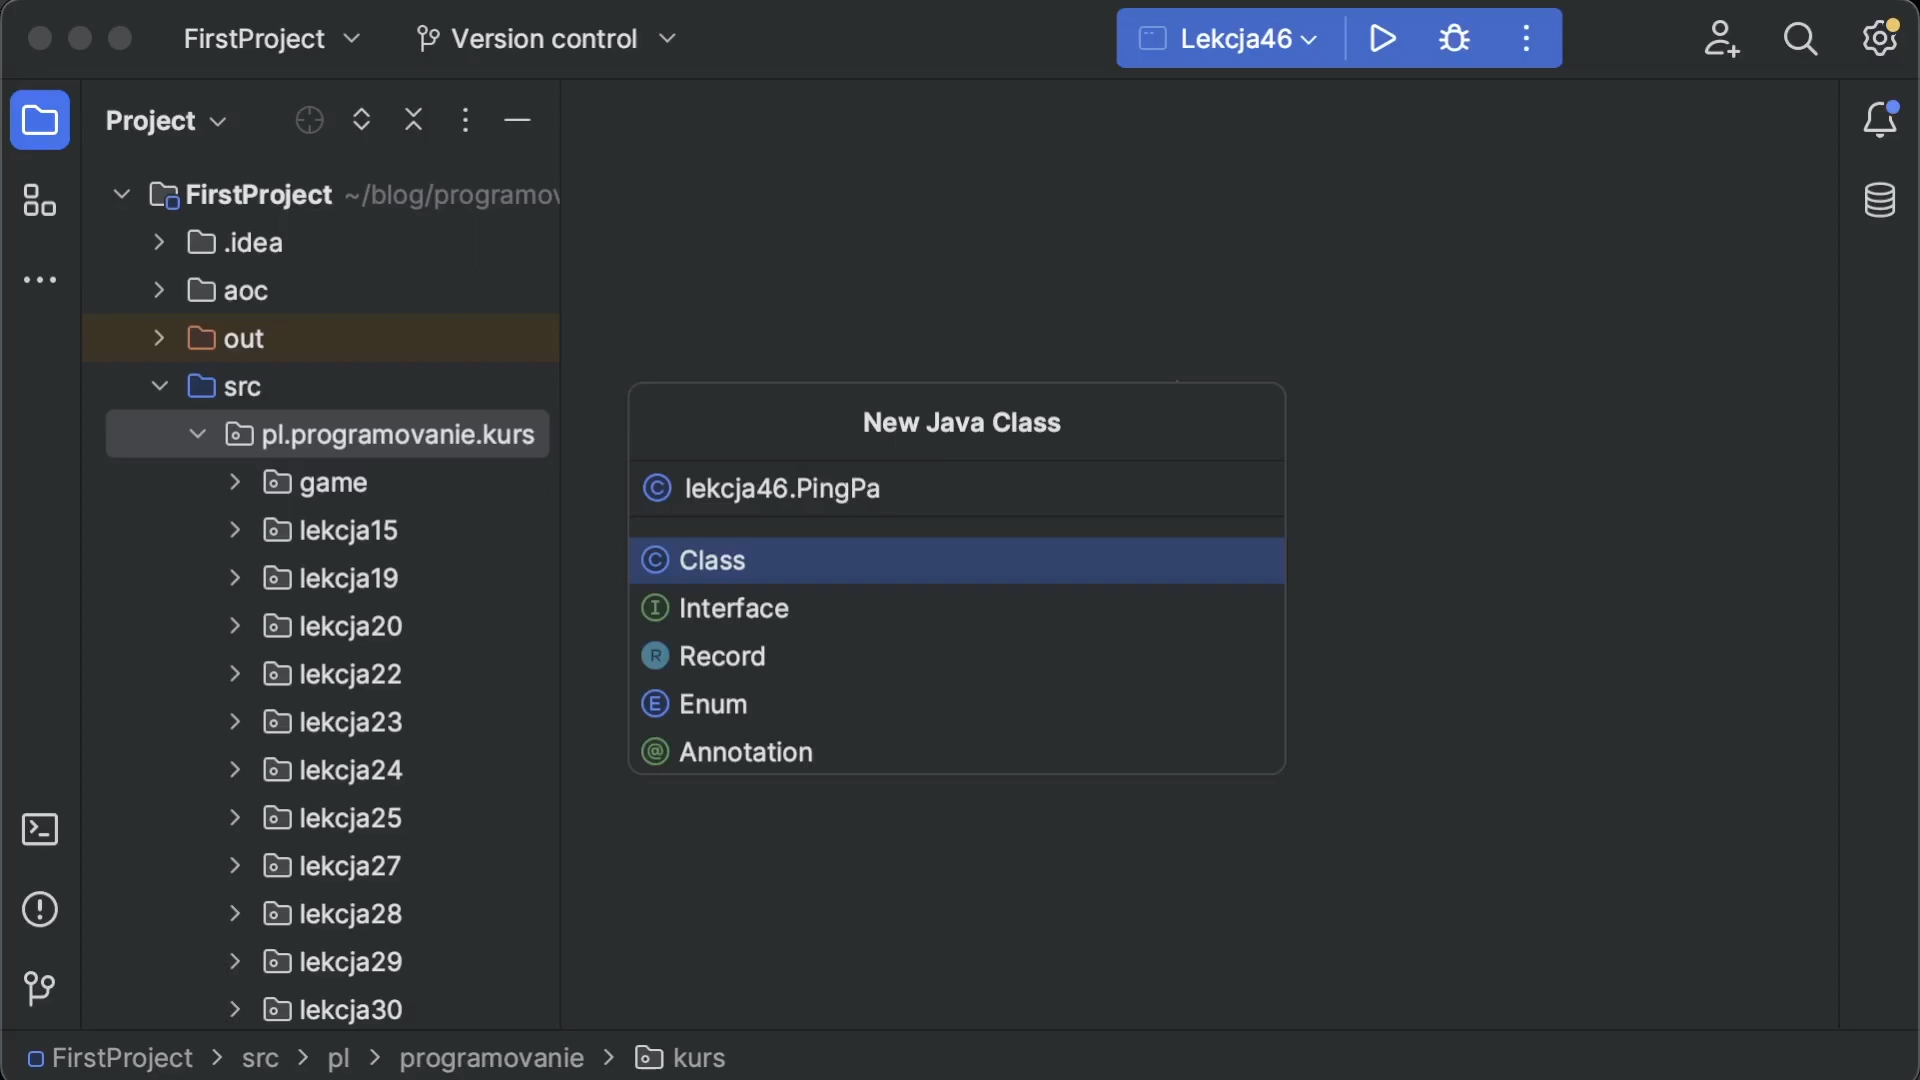 FirstProject
Version control
Lekcja46
Project
FirstProject ~/blog/programov
.idea
aoc
out
src
pl.programovanie.kurs
game
lekcja15
lekcja19
lekcja20
lekcja22
lekcja23
lekcja24
lekcja25
lekcja27
lekcja28
lekcja29
lekcja30
New Java Class
C lekcja46.PingPa
C Class
I Interface
R Record
E Enum
@ Annotation
FirstProject > src > pl > programovanie > kurs